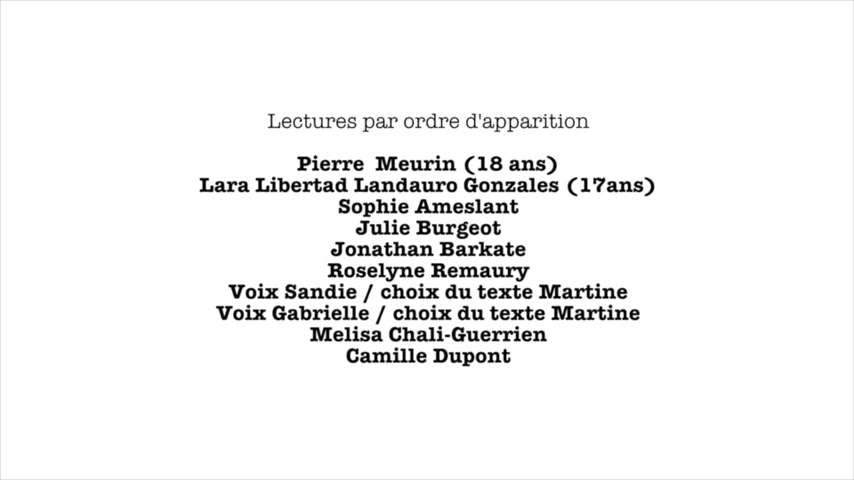 Lectures par ordre d'apparition
Pierre Meurin (18 ans)
Lara Libertad Landauro Gonzales (17ans)
Sophie Ameslant
Julie Burgeot
Jonathan Barkate
Roselyne Remaury
Voix Sandie / choix du texte Martine
Voix Gabrielle / choix du texte Martine
Melisa Chali-Guerrien
Camille Dupont